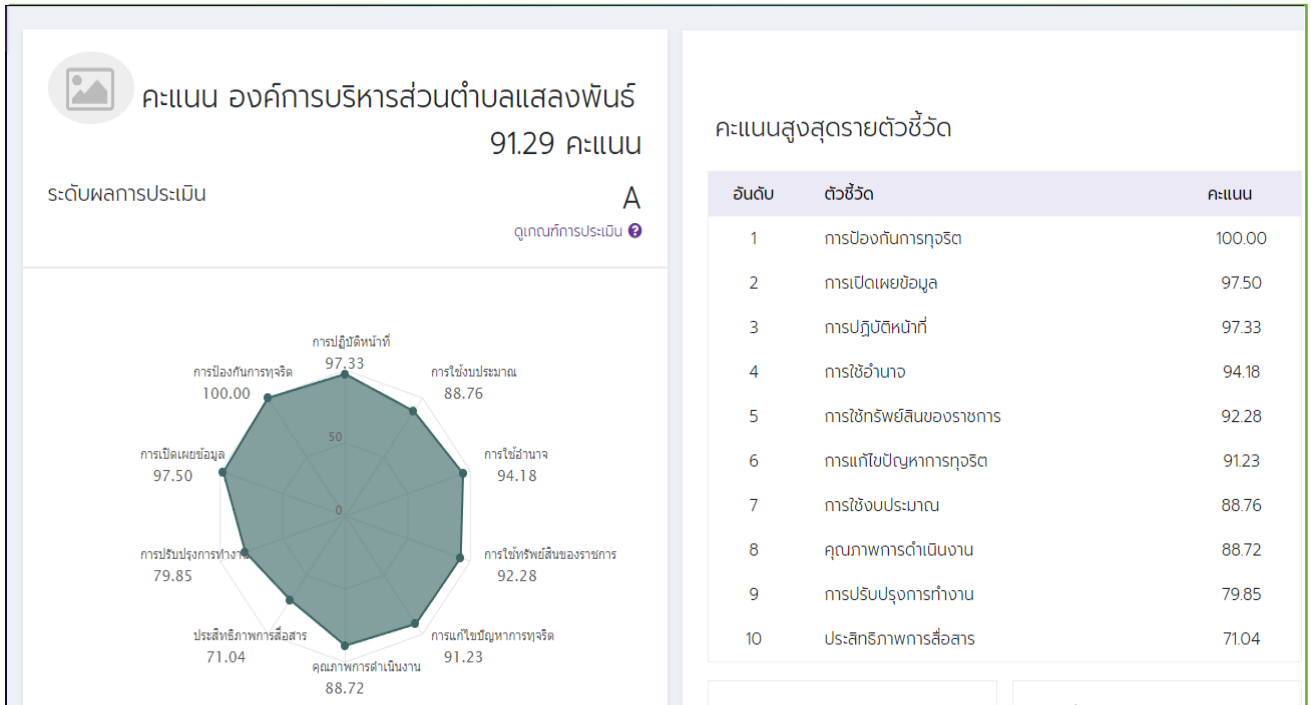 คะแนน องค์การบริหารส่วนตำบลแสลงพันธ์
91.29 คะแนน
ระดับผลการประเมิน A
ดูเกณฑ์การประเมิน ?
การปฏิบัติหน้าที่
97.33
การป้องกันการทุจริต
100.00
การใช้งบประมาณ
88.76
50
การเปิดเผยข้อมูล
97.50
การใช้อำนาจ
94.18
0
การปรับปรุงการทำงาน
79.85
การใช้ทรัพย์สินของราชการ
92.28
ประสิทธิภาพการสื่อสาร
71.04
การแก้ไขปัญหาการทุจริต
91.23
คุณภาพการดำเนินงาน
88.72
คะแนนสูงสุดรายตัวชี้วัด
อันดับ ตัวชี้วัด คะแนน
1 การป้องกันการทุจริต 100.00
2 การเปิดเผยข้อมูล 97.50
3 การปฏิบัติหน้าที่ 97.33
4 การใช้อำนาจ 94.18
5 การใช้ทรัพย์สินของราชการ 92.28
6 การแก้ไขปัญหาการทุจริต 91.23
7 การใช้งบประมาณ 88.76
8 คุณภาพการดำเนินงาน 88.72
9 การปรับปรุงการทำงาน 79.85
10 ประสิทธิภาพการสื่อสาร 71.04